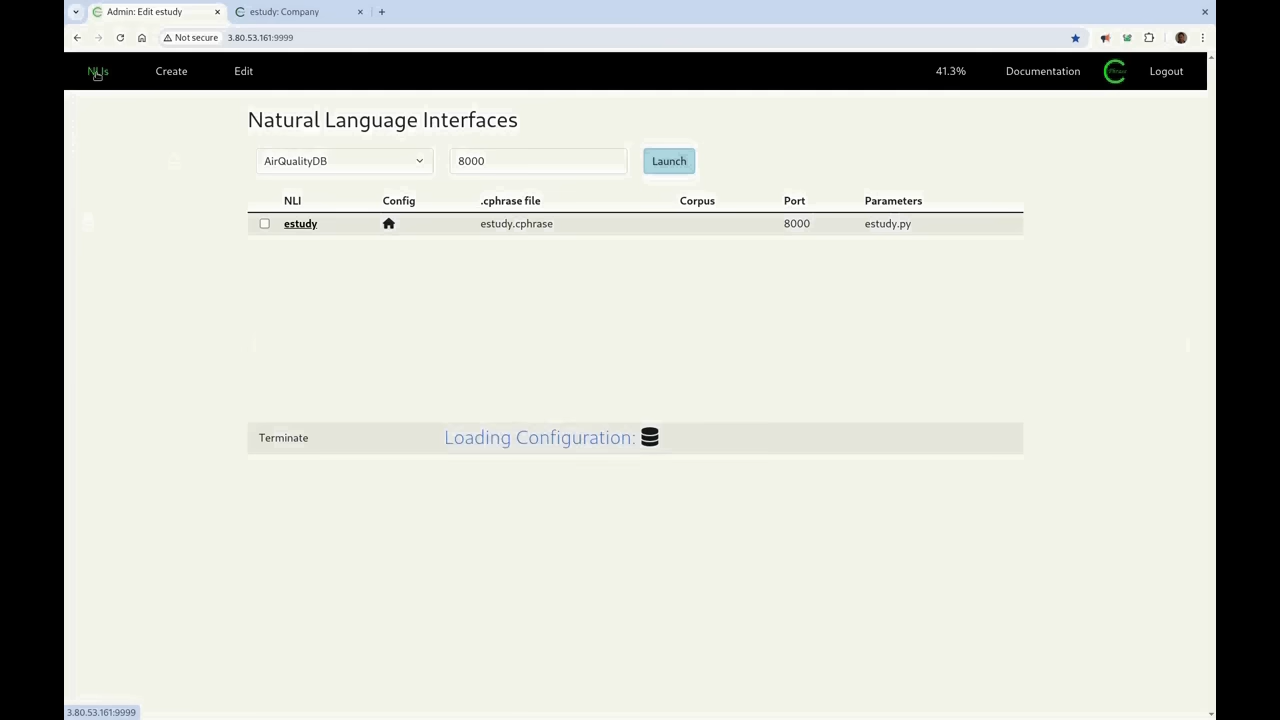 Admin: Edit estudy
estudy: Company
Not secure 3.80.53.161:9999
NLIs Create Edit 41.3% Documentation Logout
Natural Language Interfaces
AirQualityDB 8000 Launch
NLI Config .cphrase file Corpus Port Parameters
estudy estudy.cphrase 8000 estudy.py
Terminate Loading Configuration:
3.80.53.161:9999